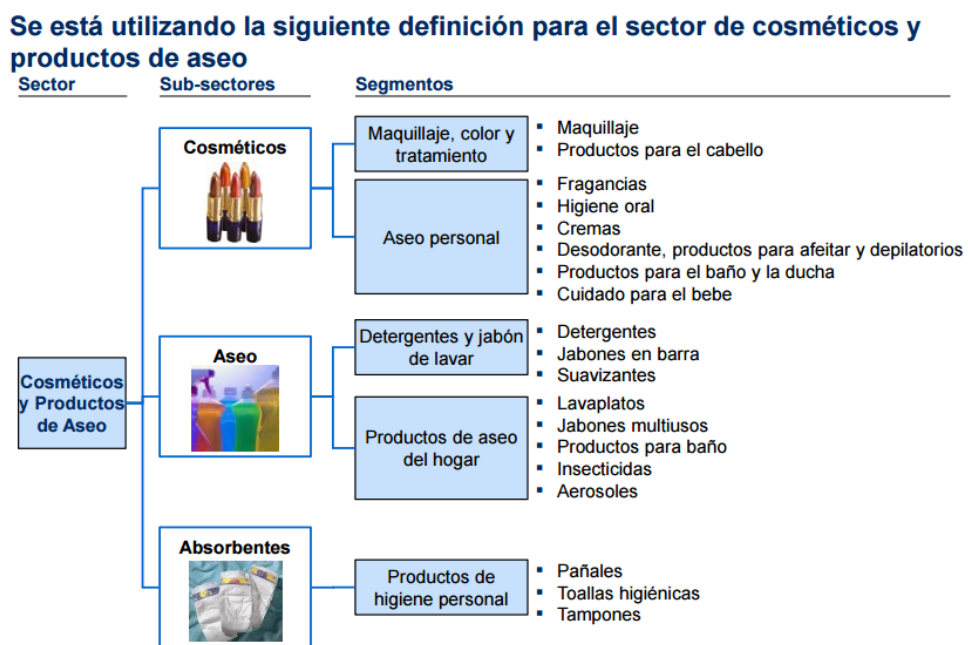 Se está utilizando la siguiente definición para el sector de cosméticos y
productos de aseo
Sector
Sub-sectores
Segmentos
Cosméticos
y Productos
de Aseo
Cosméticos
Maquillaje, color y
tratamiento
Maquillaje
Productos para el cabello
Aseo personal
Fragancias
Higiene oral
Cremas
Desodorante, productos para afeitar y depilatorios
Productos para el baño y la ducha
Cuidado para el bebe
Aseo
Detergentes y jabón
de lavar
Detergentes
Jabones en barra
Suavizantes
Productos de aseo
del hogar
Lavaplatos
Jabones multiusos
Productos para baño
Insecticidas
Aerosoles
Absorbentes
Productos de
higiene personal
Pañales
Toallas higiénicas
Tampones